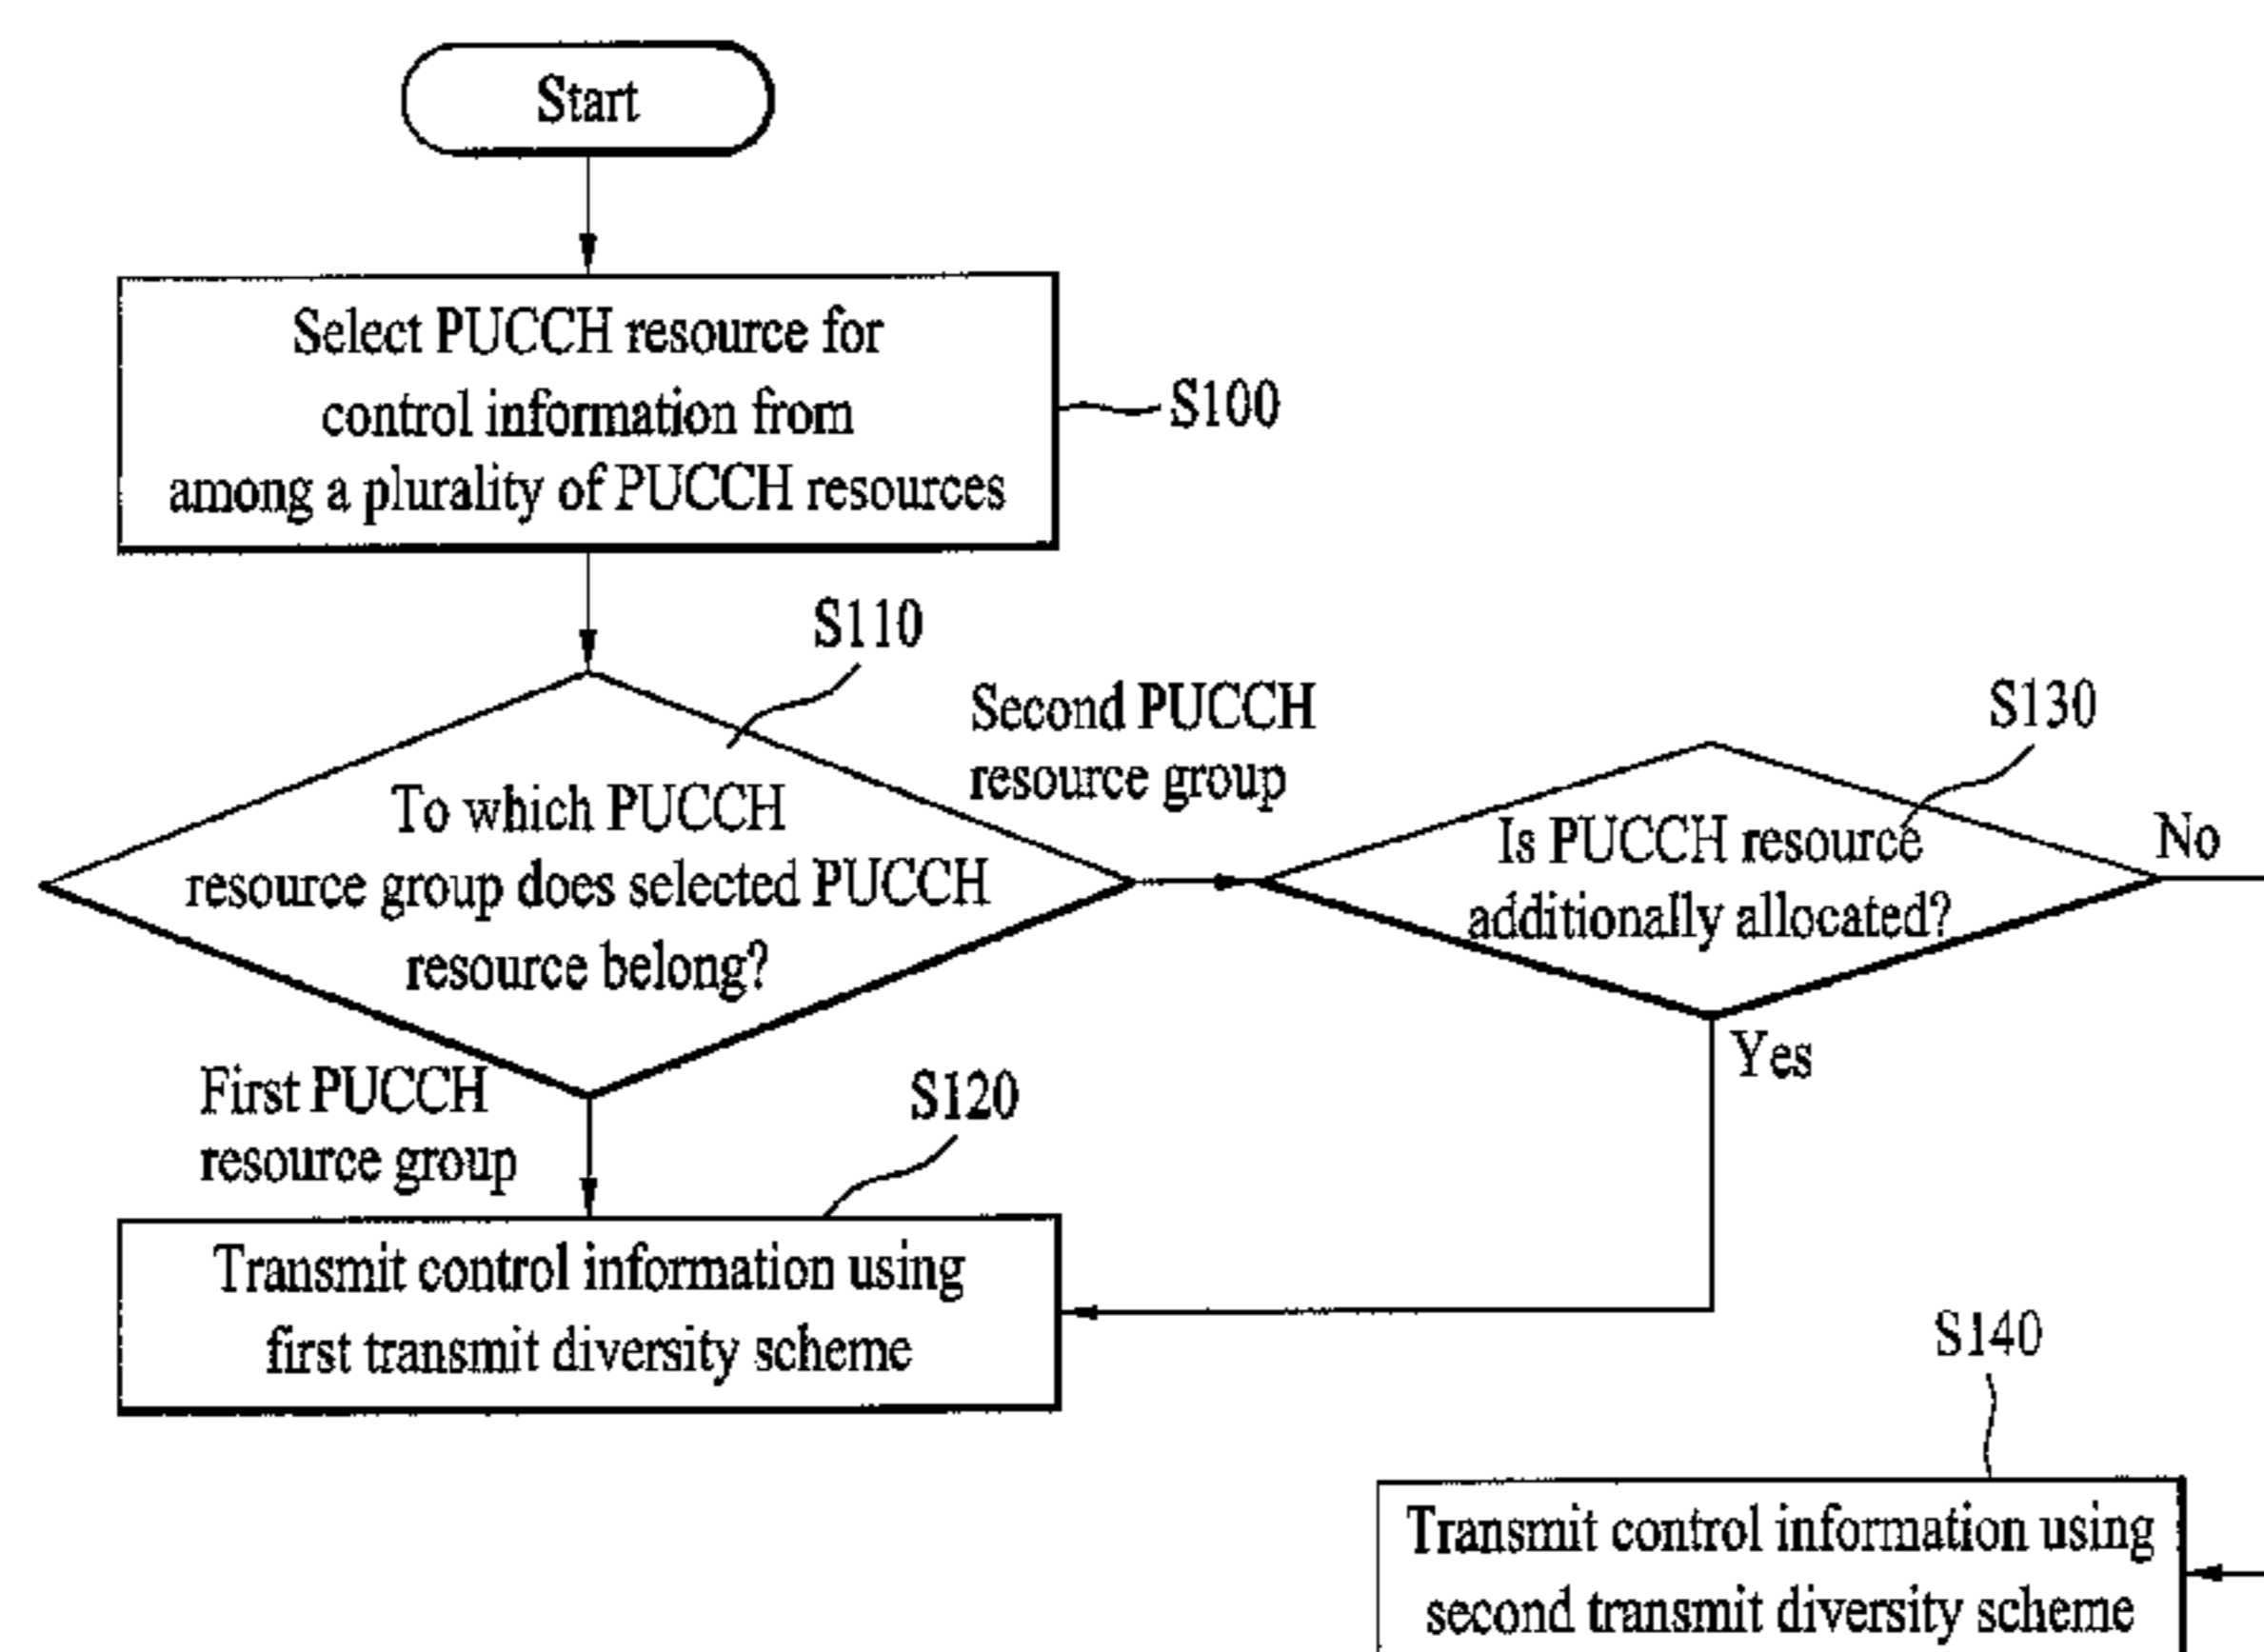 Start
Select PUCCH resource for
control information from
among a plurality of PUCCH resources
S100
S110
To which PUCCH
resource group does selected PUCCH
resource belong?
Second PUCCH
resource group
S130
Is PUCCH resource
additionally allocated?
No
Yes
First PUCCH
resource group
S120
Transmit control information using
first transmit diversity scheme
S140
Transmit control information using
second transmit diversity scheme